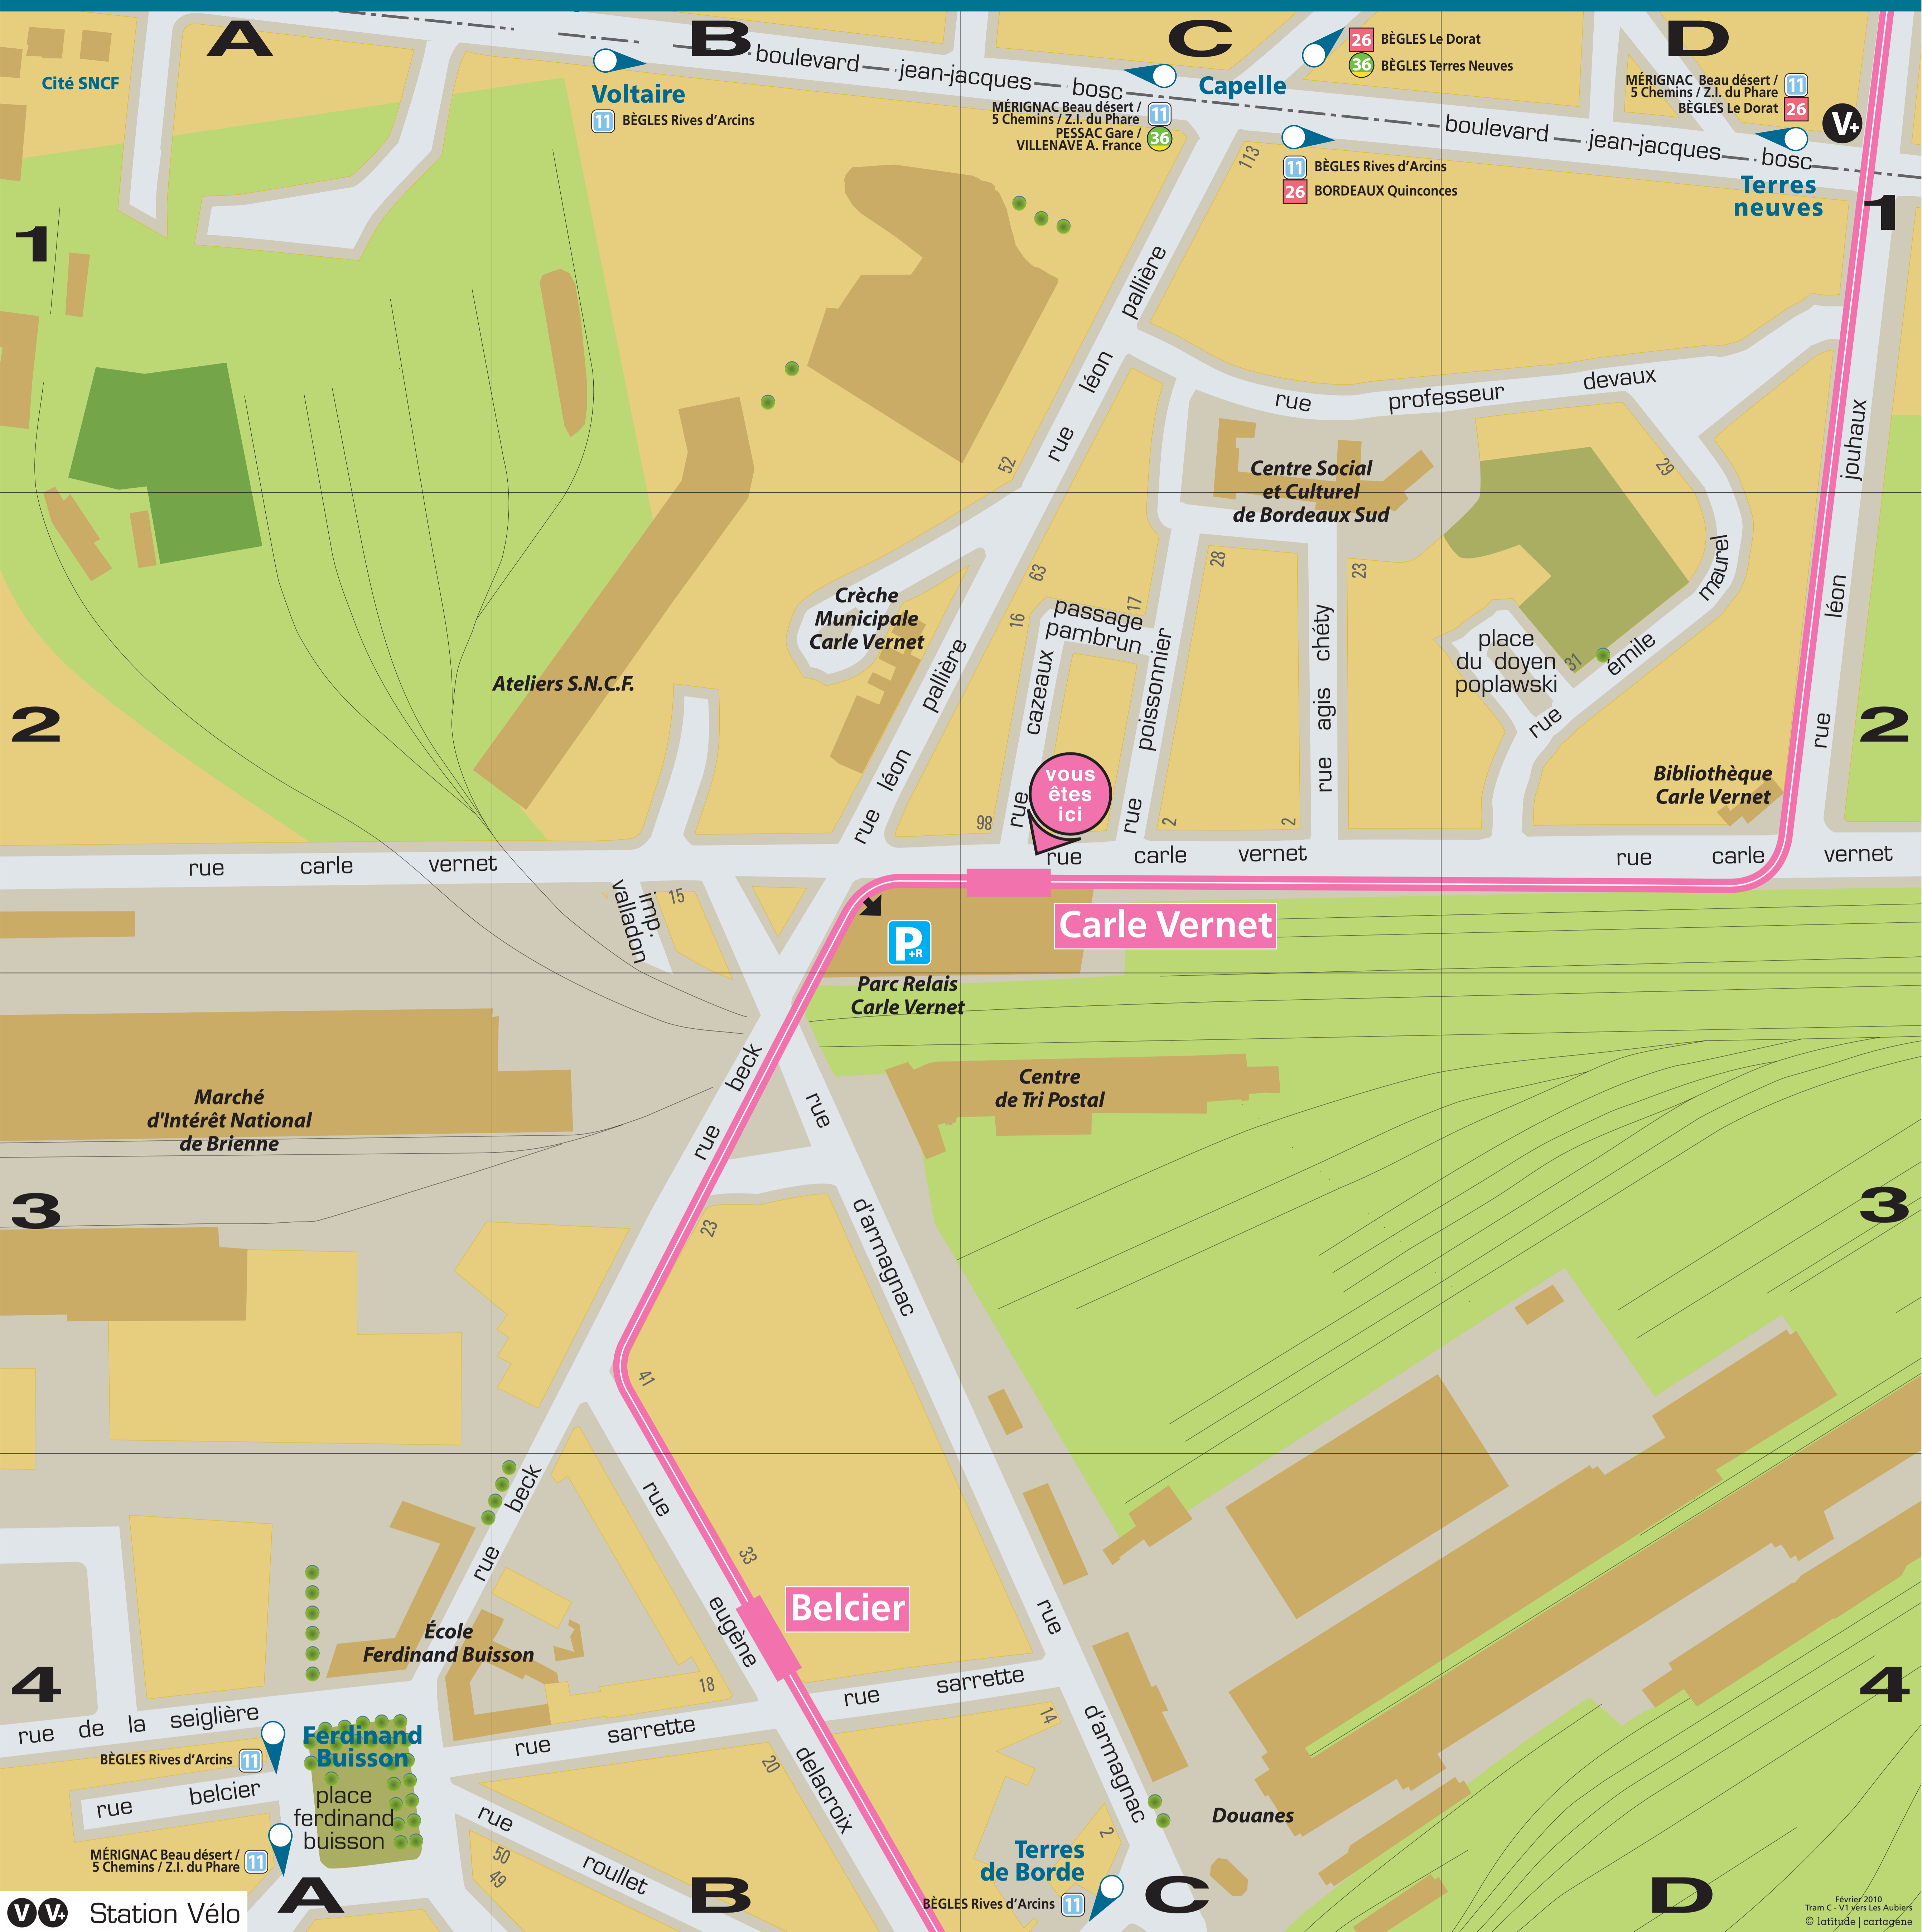 A
B
C
D
Cité SNCF
Voltaire
11 BÈGLES Rives d'Arcins
boulevard jean-jacques bosc
Capelle
26 BÈGLES Le Dorat
36 BÈGLES Terres Neuves
MÉRIGNAC Beau désert / 11
5 Chemins / Z.I. du Phare
PESSAC Gare / 36
VILLENAVE A. France
11 BÈGLES Rives d'Arcins
26 BORDEAUX Quinconces
113
boulevard jean-jacques bosc
MÉRIGNAC Beau désert / 11
5 Chemins / Z.I. du Phare
BÈGLES Le Dorat 26
V+
Terres
neuves
1
1
rue léon pallière
rue professeur devaux
rue léon jouhaux
52
29
Centre Social
et Culturel
de Bordeaux Sud
63
16
17
28
23
passage
pambrun
Crèche
Municipale
Carle Vernet
Ateliers S.N.C.F.
rue léon pallière
rue cazeaux
rue poissonnier
rue agis chéty
place
du doyen
poplawski
31
rue émile maurel
2
2
Bibliothèque
Carle Vernet
vous
êtes
ici
98
2
2
rue carle vernet
rue carle vernet
rue carle vernet
imp.
valladon
15
Carle Vernet
P+R
Parc Relais
Carle Vernet
Centre
de Tri Postal
Marché
d'Intérêt National
de Brienne
rue beck
rue d'armagnac
3
3
23
41
rue beck
33
rue eugène delacroix
Belcier
École
Ferdinand Buisson
rue d'armagnac
4
4
18
rue sarrette
rue sarrette
14
20
rue de la seiglière
Ferdinand
Buisson
BÈGLES Rives d'Arcins 11
rue belcier
place
ferdinand
buisson
MÉRIGNAC Beau désert / 11
5 Chemins / Z.I. du Phare
rue roullet
50
49
2
Douanes
Terres
de Borde
BÈGLES Rives d'Arcins 11
A
B
C
D
V V+ Station Vélo
Février 2010
Tram C - V1 vers Les Aubiers
© latitude | cartagène